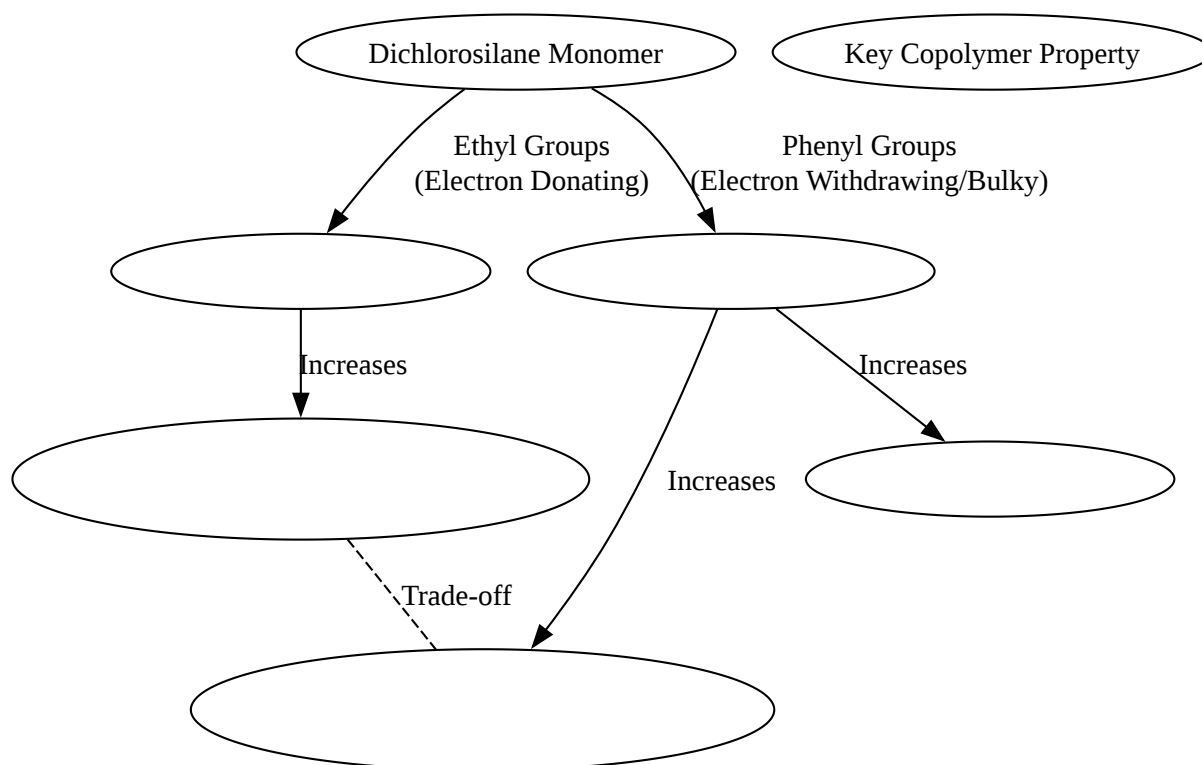 Dichlorosilane Monomer
Key Copolymer Property
Ethyl Groups
(Electron Donating)
Phenyl Groups
(Electron Withdrawing/Bulky)
Increases
Increases
Increases
Trade-off